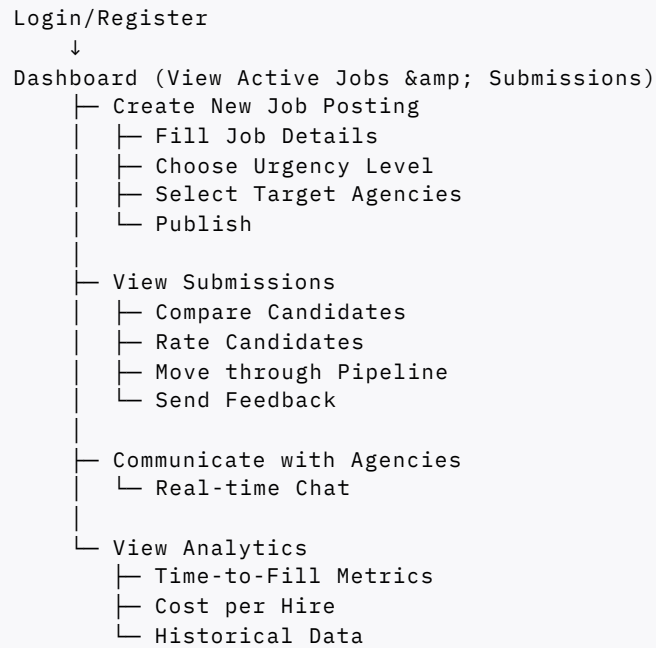 Login/Register
↓
Dashboard (View Active Jobs &amp; Submissions)
├─ Create New Job Posting
│  ├─ Fill Job Details
│  ├─ Choose Urgency Level
│  ├─ Select Target Agencies
│  └─ Publish
│
├─ View Submissions
│  ├─ Compare Candidates
│  ├─ Rate Candidates
│  ├─ Move through Pipeline
│  └─ Send Feedback
│
├─ Communicate with Agencies
│  └─ Real-time Chat
│
└─ View Analytics
   ├─ Time-to-Fill Metrics
   ├─ Cost per Hire
   └─ Historical Data